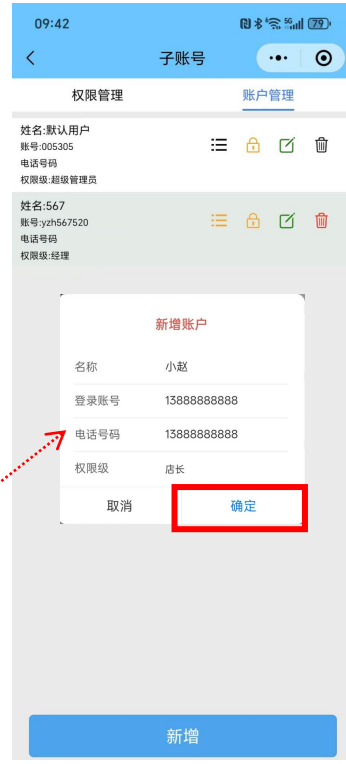 09:42
5G
79
子账号
权限管理 账户管理
姓名:默认用户
账号:005305
电话号码
权限级:超级管理员
姓名:567
账号:yzh567520
电话号码
权限级:经理
新增账户
名称 小赵
登录账号 13888888888
电话号码 13888888888
权限级 店长
取消 确定
新增